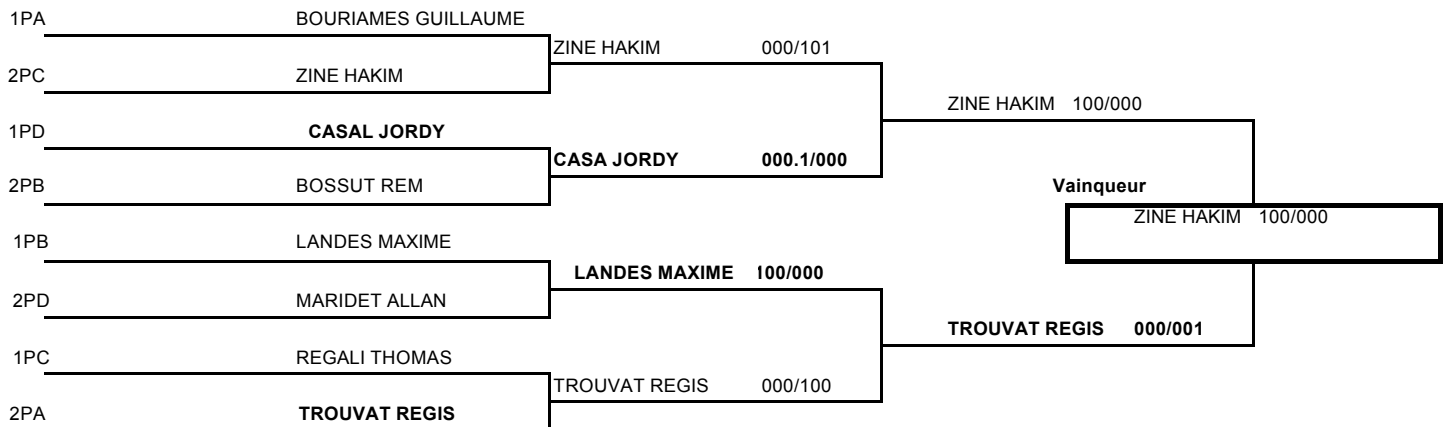 1PA BOURIAMES GUILLAUME
ZINE HAKIM 000/101
2PC ZINE HAKIM
ZINE HAKIM 100/000
1PD CASAL JORDY
CASA JORDY 000.1/000
2PB BOSSUT REM
Vainqueur
ZINE HAKIM 100/000
1PB LANDES MAXIME
LANDES MAXIME 100/000
2PD MARIDET ALLAN
TROUVAT REGIS 000/001
1PC REGALI THOMAS
TROUVAT REGIS 000/100
2PA TROUVAT REGIS